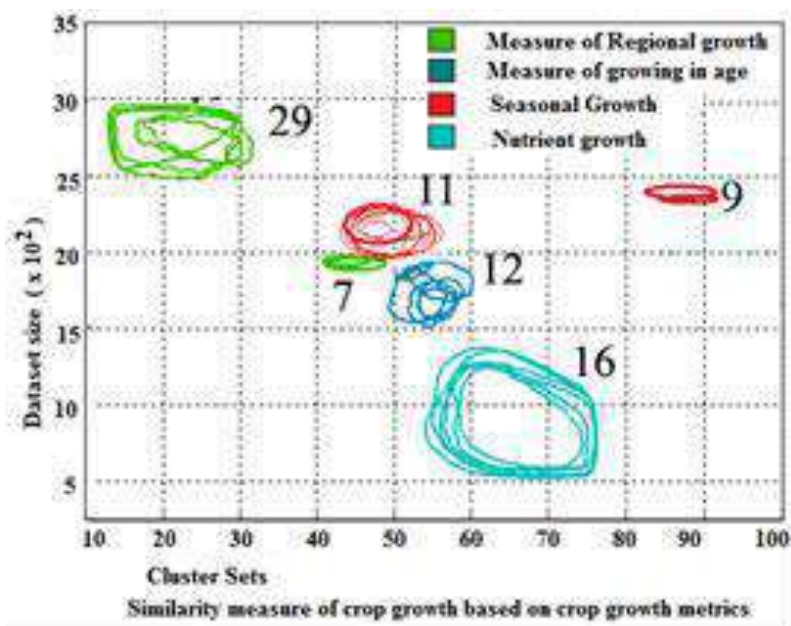 35
Measure of Regional growth
Measure of growing in age
30
Seasonal Growth
29
Nutrient growth
25
11
9
Dataset size ( x 10²)
20
12
7
15
16
10
5
10 20 30 40 50 60 70 80 90 100
Cluster Sets
Similarity measure of crop growth based on crop growth metrics